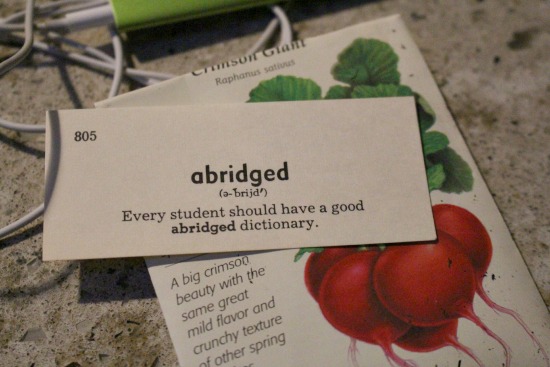 Crimson Giant
Raphanus sativus
805
abridged
(ə-brijd′)
Every student should have a good
abridged dictionary.
A big crimson
beauty with the
same great
mild flavor and
crunchy texture
of other spring